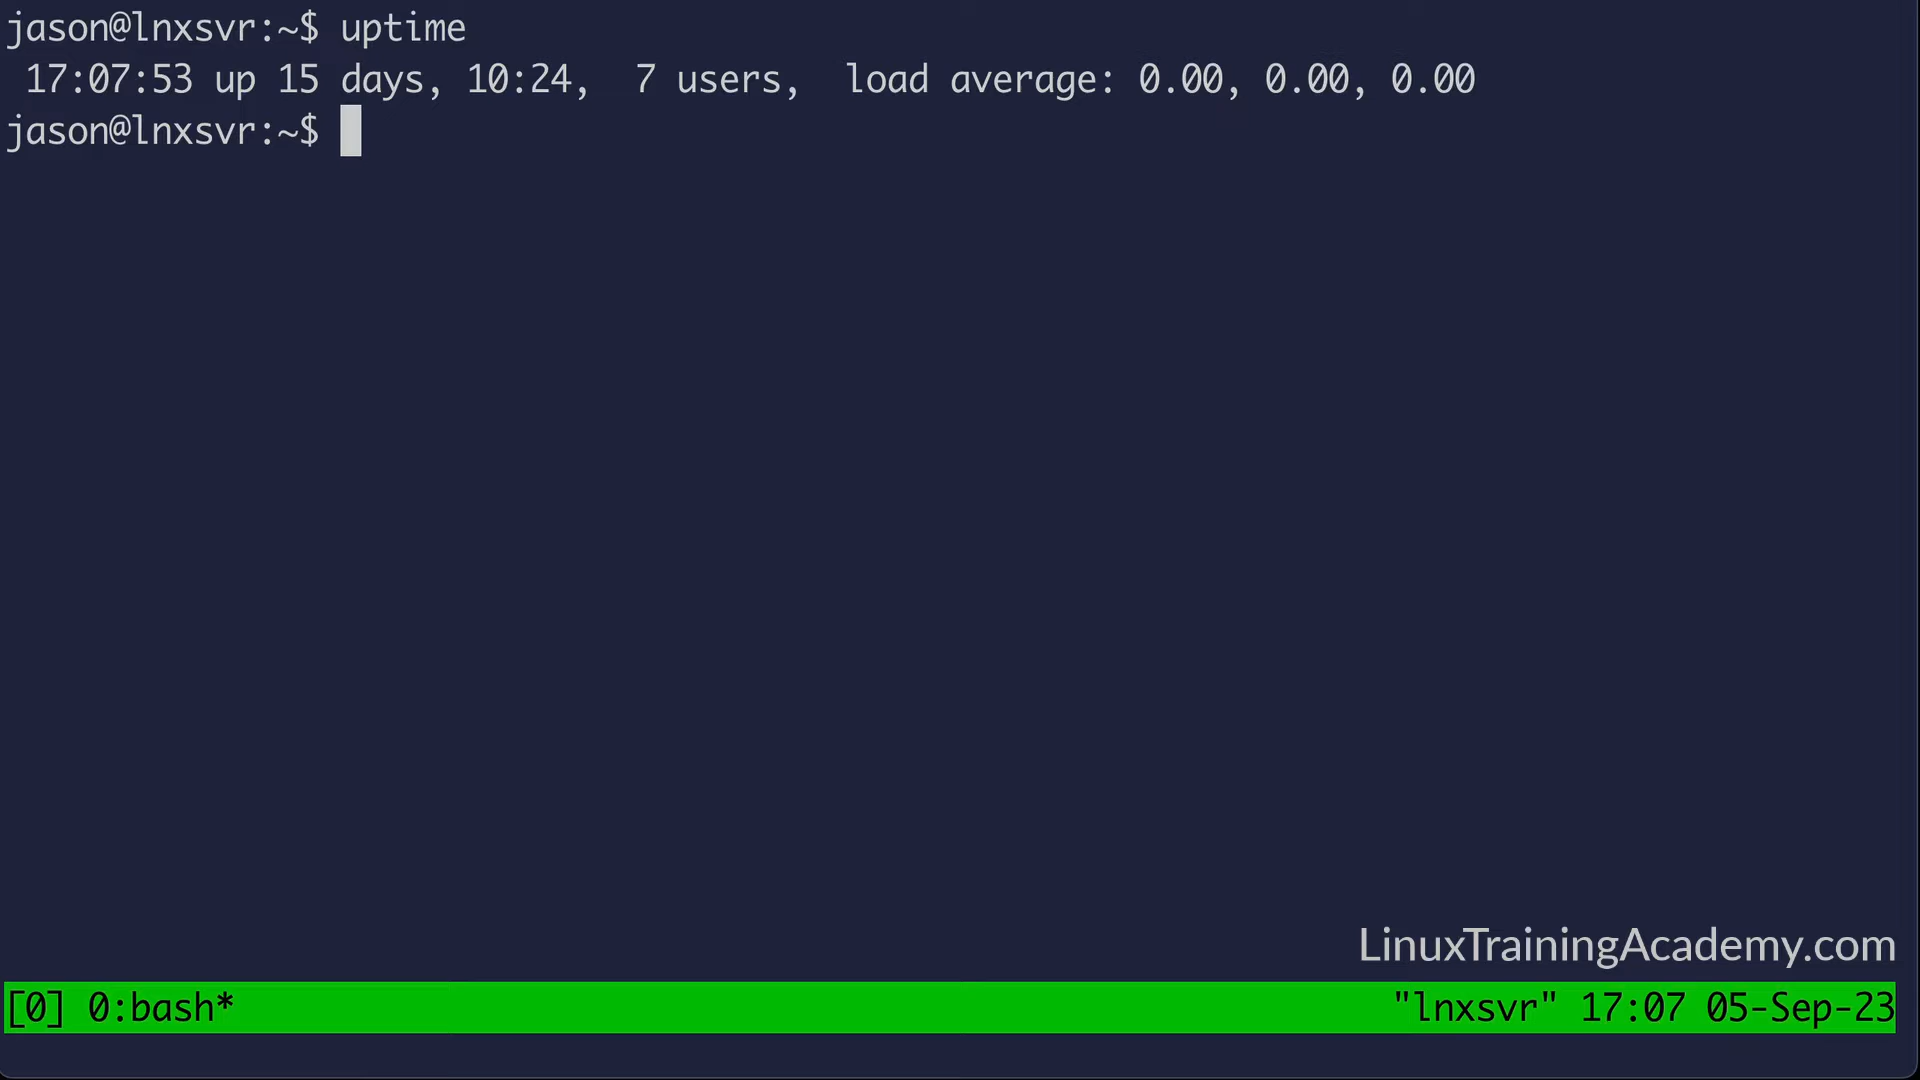 jason@lnxsvr:~$ uptime
 17:07:53 up 15 days, 10:24,  7 users,  load average: 0.00, 0.00, 0.00
jason@lnxsvr:~$
LinuxTrainingAcademy.com
[0] 0:bash* "lnxsvr" 17:07 05-Sep-23